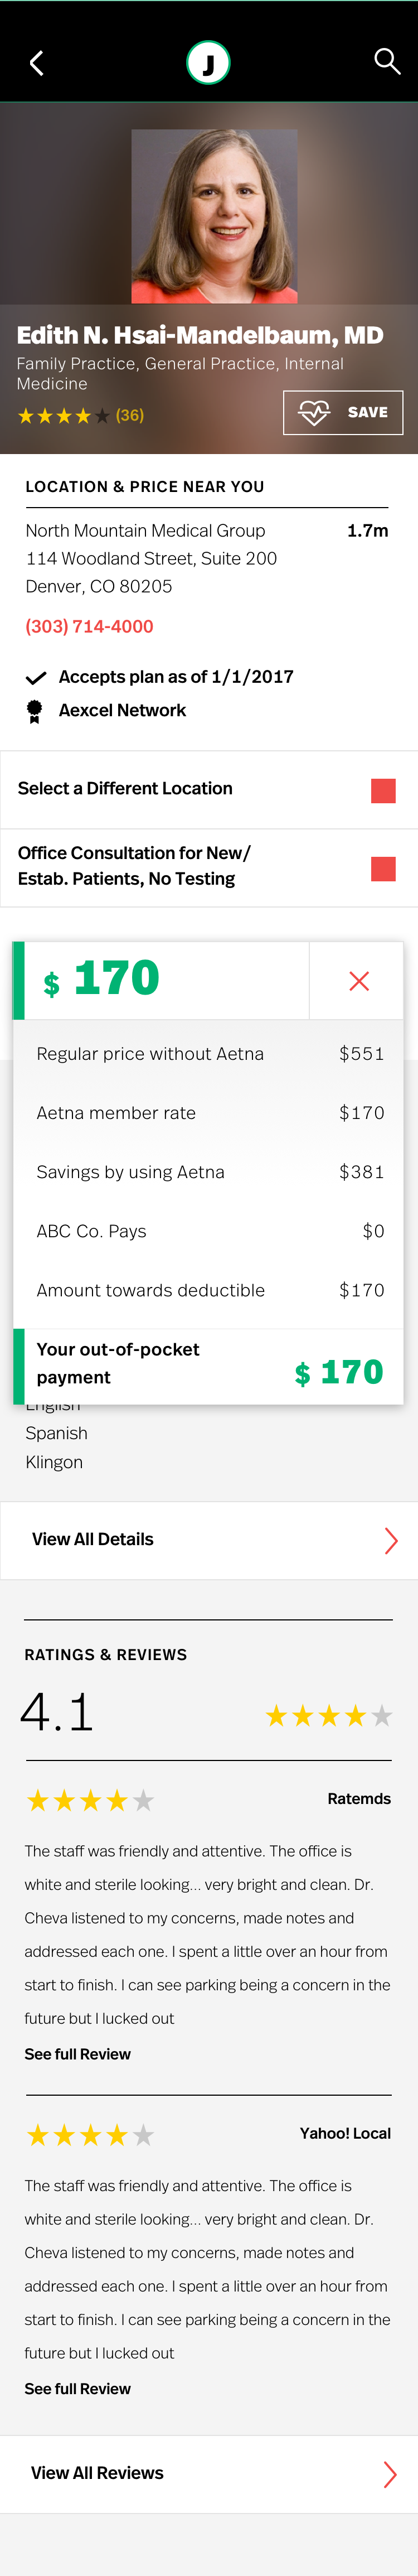 J
Edith N. Hsai-Mandelbaum, MD
Family Practice, General Practice, Internal
Medicine
(36)
SAVE
LOCATION & PRICE NEAR YOU
North Mountain Medical Group
1.7m
114 Woodland Street, Suite 200
Denver, CO 80205
(303) 714-4000
Accepts plan as of 1/1/2017
Aexcel Network
Select a Different Location
Office Consultation for New/
Estab. Patients, No Testing
$ 170
Regular price without Aetna $551
Aetna member rate $170
Savings by using Aetna $381
ABC Co. Pays $0
Amount towards deductible $170
Your out-of-pocket
payment
$ 170
English
Spanish
Klingon
View All Details
RATINGS & REVIEWS
4.1
Ratemds
The staff was friendly and attentive. The office is
white and sterile looking... very bright and clean. Dr.
Cheva listened to my concerns, made notes and
addressed each one. I spent a little over an hour from
start to finish. I can see parking being a concern in the
future but I lucked out
See full Review
Yahoo! Local
The staff was friendly and attentive. The office is
white and sterile looking... very bright and clean. Dr.
Cheva listened to my concerns, made notes and
addressed each one. I spent a little over an hour from
start to finish. I can see parking being a concern in the
future but I lucked out
See full Review
View All Reviews